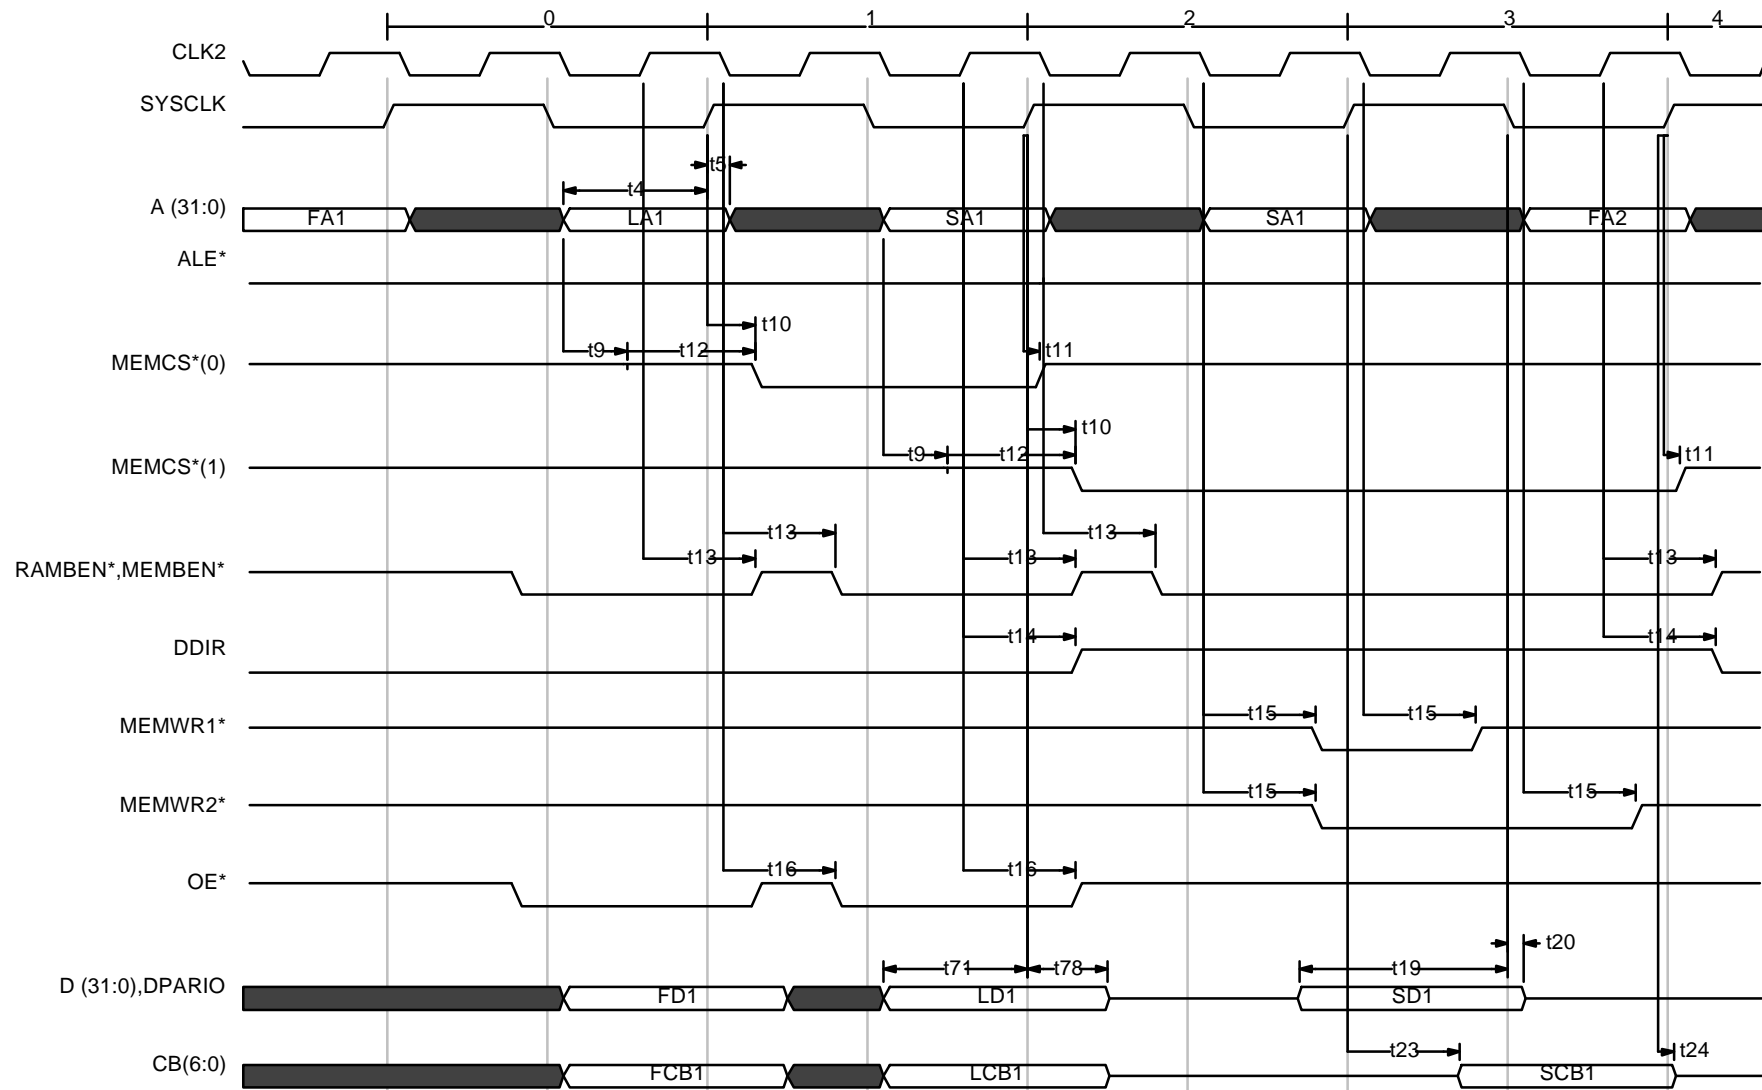 0 1 2 3 4
CLK2
SYSCLK
t5
t4
A (31:0) FA1 LA1 SA1 SA1 FA2
ALE*
t10
t9 t12 t11
MEMCS*(0)
t10
t9 t12 t11
MEMCS*(1)
t13 t13
t13 t13 t13
RAMBEN*,MEMBEN*
t14 t14
DDIR
t15 t15
MEMWR1*
t15 t15
MEMWR2*
t16 t16
OE*
t20
t71 t78 t19
D (31:0),DPARIO FD1 LD1 SD1
t23 t24
CB(6:0) FCB1 LCB1 SCB1